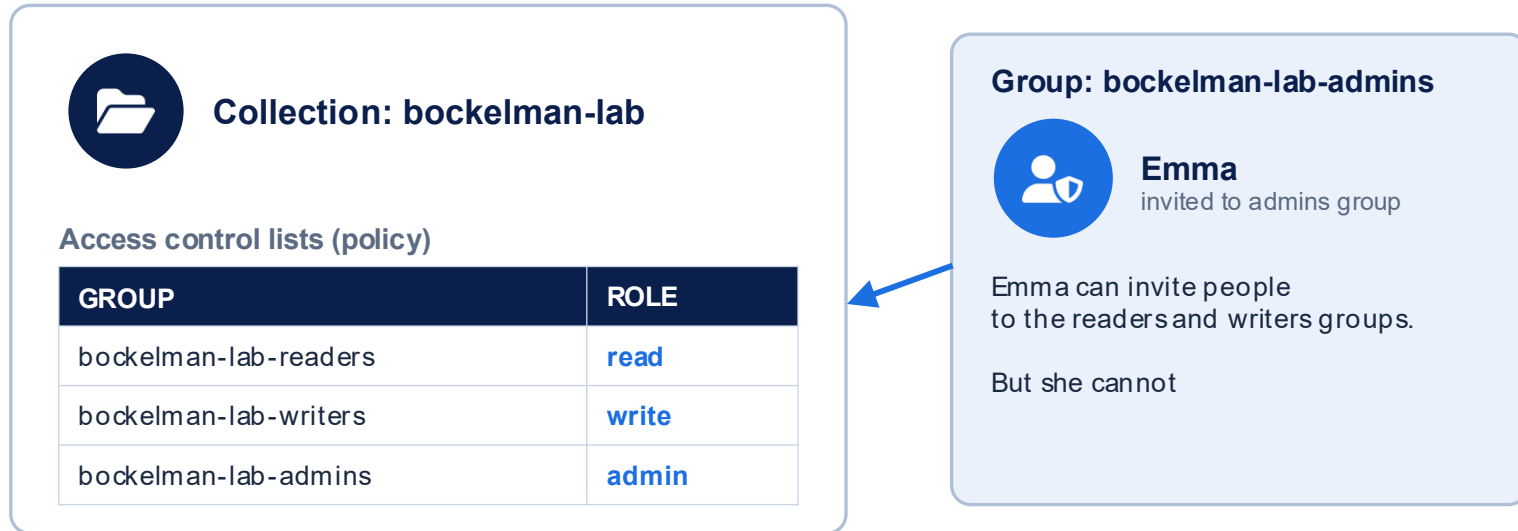 Collection: bockelman-lab
Access control lists (policy)
GROUP ROLE
bockelman-lab-readers read
bockelman-lab-writers write
bockelman-lab-admins admin
Group: bockelman-lab-admins
Emma
invited to admins group
Emma can invite people
to the readers and writers groups.
But she cannot